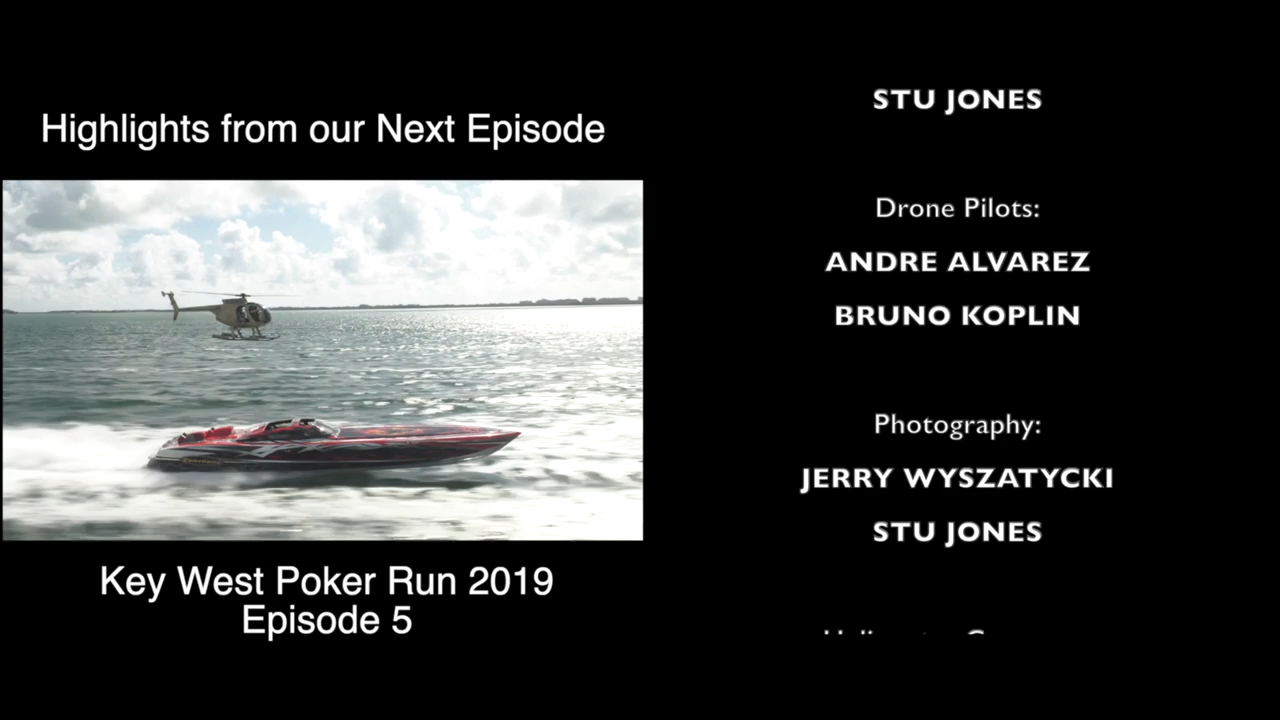 Highlights from our Next Episode
Key West Poker Run 2019
Episode 5
STU JONES
Drone Pilots:
ANDRE ALVAREZ
BRUNO KOPLIN
Photography:
JERRY WYSZATYCKI
STU JONES